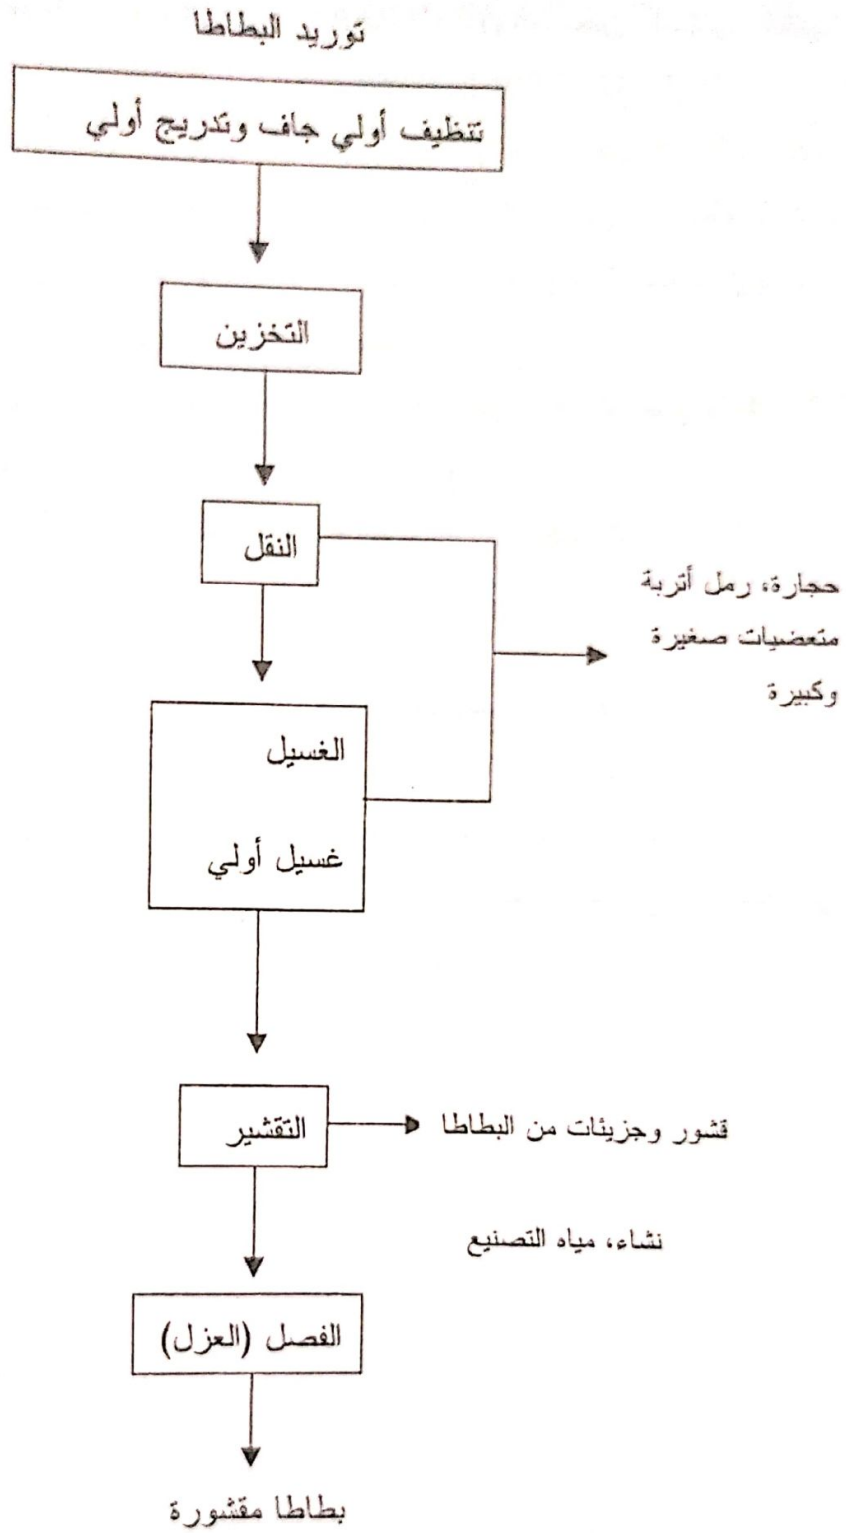 توريد البطاطا
تنظيف أولي جاف وتدريج أولي
التخزين
النقل
حجارة، رمل أتربة
متعضيات صغيرة
وكبيرة
الغسيل
غسيل أولي
التقشير
قشور وجزيئات من البطاطا
نشاء، مياه التصنيع
الفصل (العزل)
بطاطا مقشورة